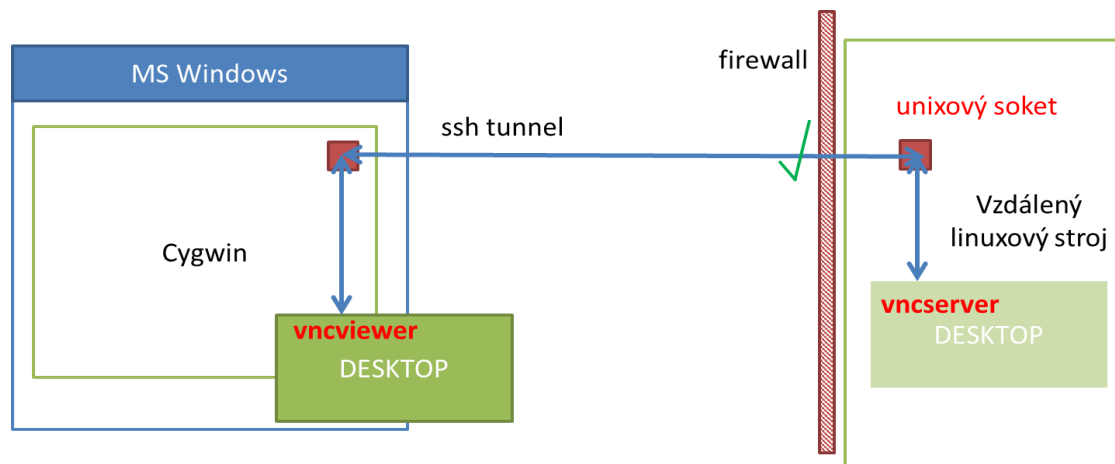 MS Windows
firewall
unixový soket
ssh tunnel
Vzdálený
linuxový stroj
Cygwin
vncviewer
DESKTOP
vncserver
DESKTOP